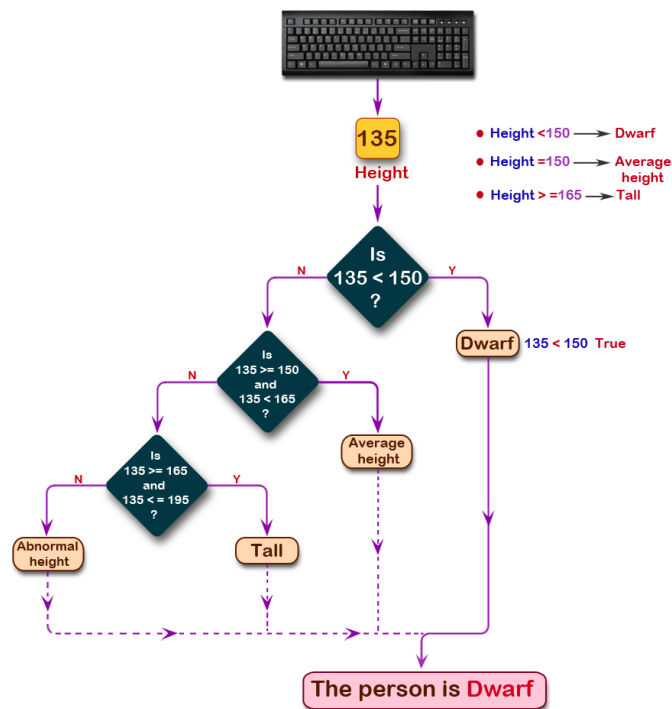 135
Height
● Height <150 → Dwarf
● Height =150 → Average
height
● Height > =165 → Tall
Is
135 < 150
?
N
Y
Dwarf
135 < 150 True
Is
135 >= 150
and
135 < 165
?
N
Y
Average
height
Is
135 >= 165
and
135 < = 195
?
N
Y
Abnormal
height
Tall
The person is Dwarf